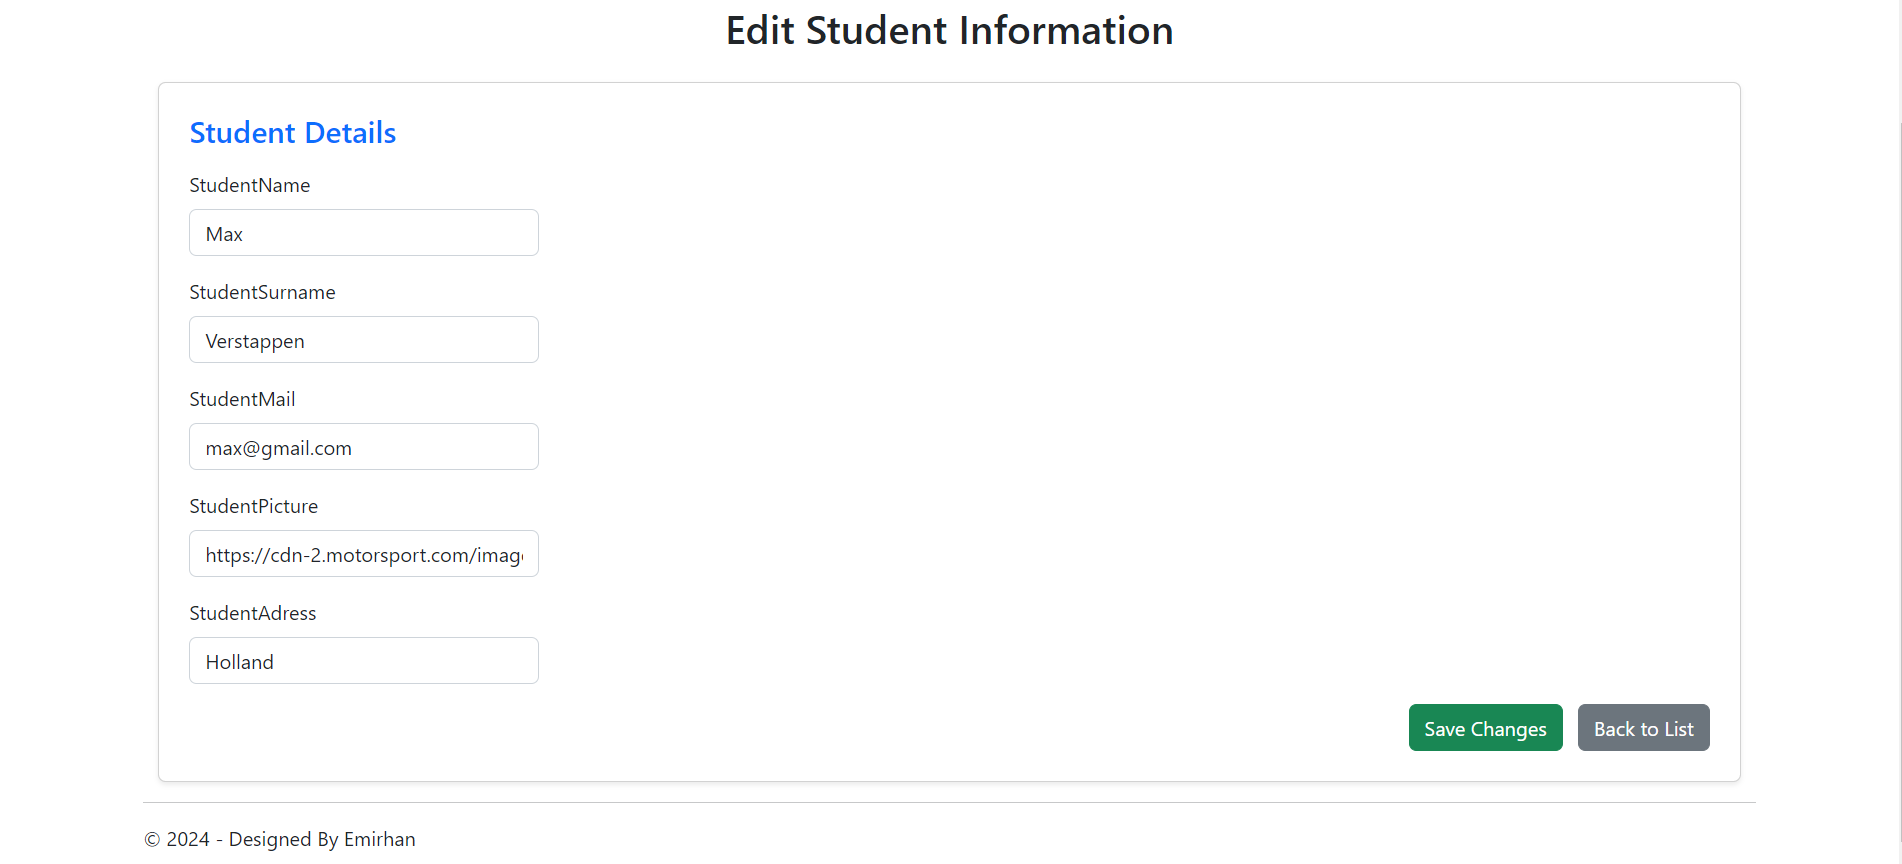 Edit Student Information
Student Details
StudentName
Max
StudentSurname
Verstappen
StudentMail
max@gmail.com
StudentPicture
https://cdn-2.motorsport.com/imag
StudentAdress
Holland
Save Changes Back to List
© 2024 - Designed By Emirhan